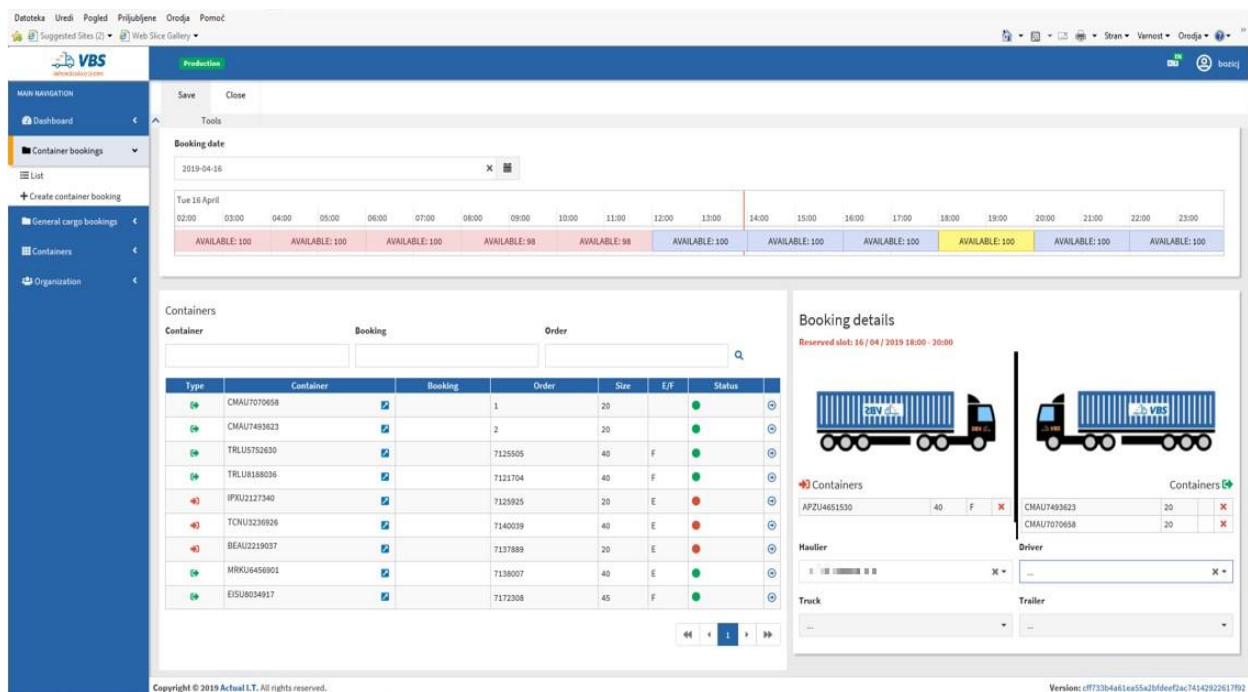 Datoteka Uredi Pogled Priljubljene Orodja Pomoč
Suggested Sites (2) Web Slice Gallery Stran Varnost Orodja
VBS Production EN bozicj
MAIN NAVIGATION
Dashboard
Container bookings
List
Create container booking
General cargo bookings
Containers
Organization
Save Close
Tools
Booking date
2019-04-16
Tue 16 April
02:00 03:00 04:00 05:00 06:00 07:00 08:00 09:00 10:00 11:00 12:00 13:00 14:00 15:00 16:00 17:00 18:00 19:00 20:00 21:00 22:00 23:00
AVAILABLE: 100 AVAILABLE: 100 AVAILABLE: 100 AVAILABLE: 98 AVAILABLE: 98 AVAILABLE: 100 AVAILABLE: 100 AVAILABLE: 100 AVAILABLE: 100 AVAILABLE: 100 AVAILABLE: 100
Containers
Container Booking Order
Type Container Booking Order Size E/F Status
CMAU7070658 1 20
CMAU7493623 2 20
TRLU5752630 7125505 40 F
TRLU8188036 7121704 40 F
IPXU2127340 7125925 20 E
TCNU3236926 7140039 40 E
BEAU2219037 7137889 20 E
MRKU6456901 7138007 40 E
EISU8034917 7172308 45 F
1
Booking details
Reserved slot: 16 / 04 / 2019 18:00 - 20:00
VBS VBS
Containers Containers
APZU4651530 40 F CMAU7493623 20
CMAU7070658 20
Haulier Driver
...
Truck Trailer
... ...
Copyright © 2019 Actual I.T. All rights reserved. Version: cff733b4a61ea55a2bfdeef2ac74142922617f92